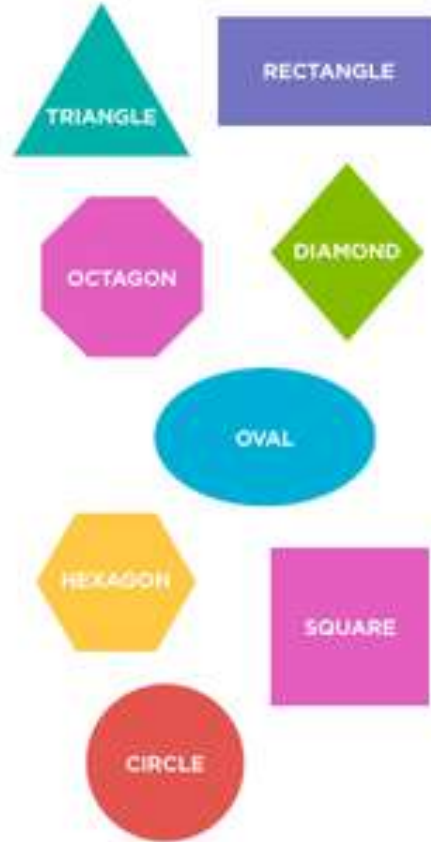 TRIANGLE
RECTANGLE
OCTAGON
DIAMOND
OVAL
HEXAGON
SQUARE
CIRCLE